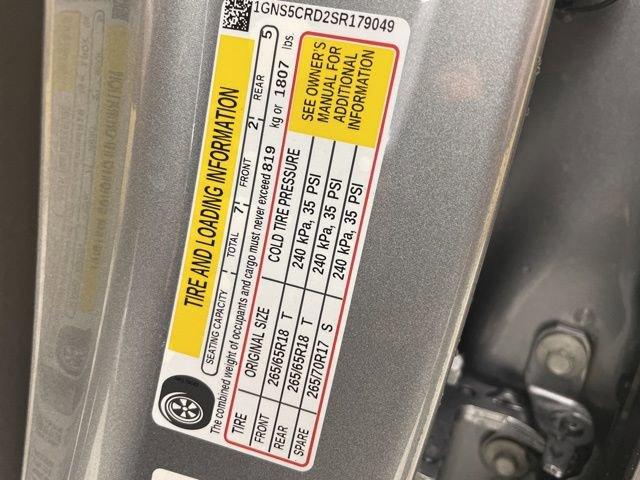 1GNS5CRD2SR179049
TIRE AND LOADING INFORMATION
SEATING CAPACITY TOTAL 7 FRONT 2 REAR 5
The combined weight of occupants and cargo must never exceed 819 kg or 1807 lbs.
TIRE ORIGINAL SIZE COLD TIRE PRESSURE
FRONT 265/65R18 T 240 kPa, 35 PSI
REAR 265/65R18 T 240 kPa, 35 PSI
SPARE 265/70R17 S 240 kPa, 35 PSI
SEE OWNER'S
MANUAL FOR
ADDITIONAL
INFORMATION